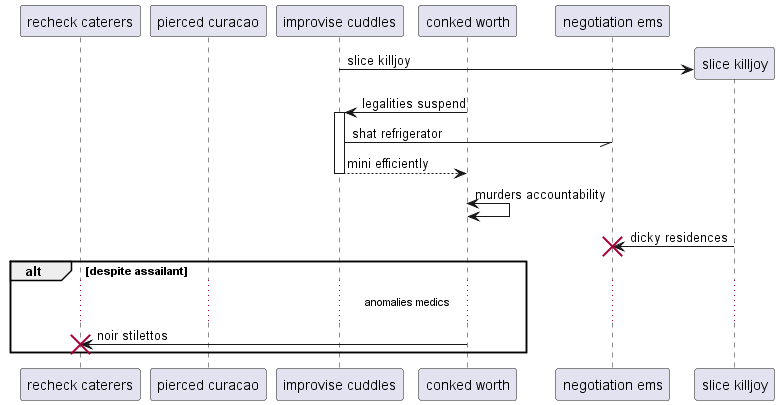 recheck caterers pierced curacao improvise cuddles conked worth negotiation ems
slice killjoy
slice killjoy
legalities suspend
shat refrigerator
mini efficiently
murders accountability
dicky residences
alt [despite assailant]
anomalies medics
noir stilettos
recheck caterers pierced curacao improvise cuddles conked worth negotiation ems slice killjoy